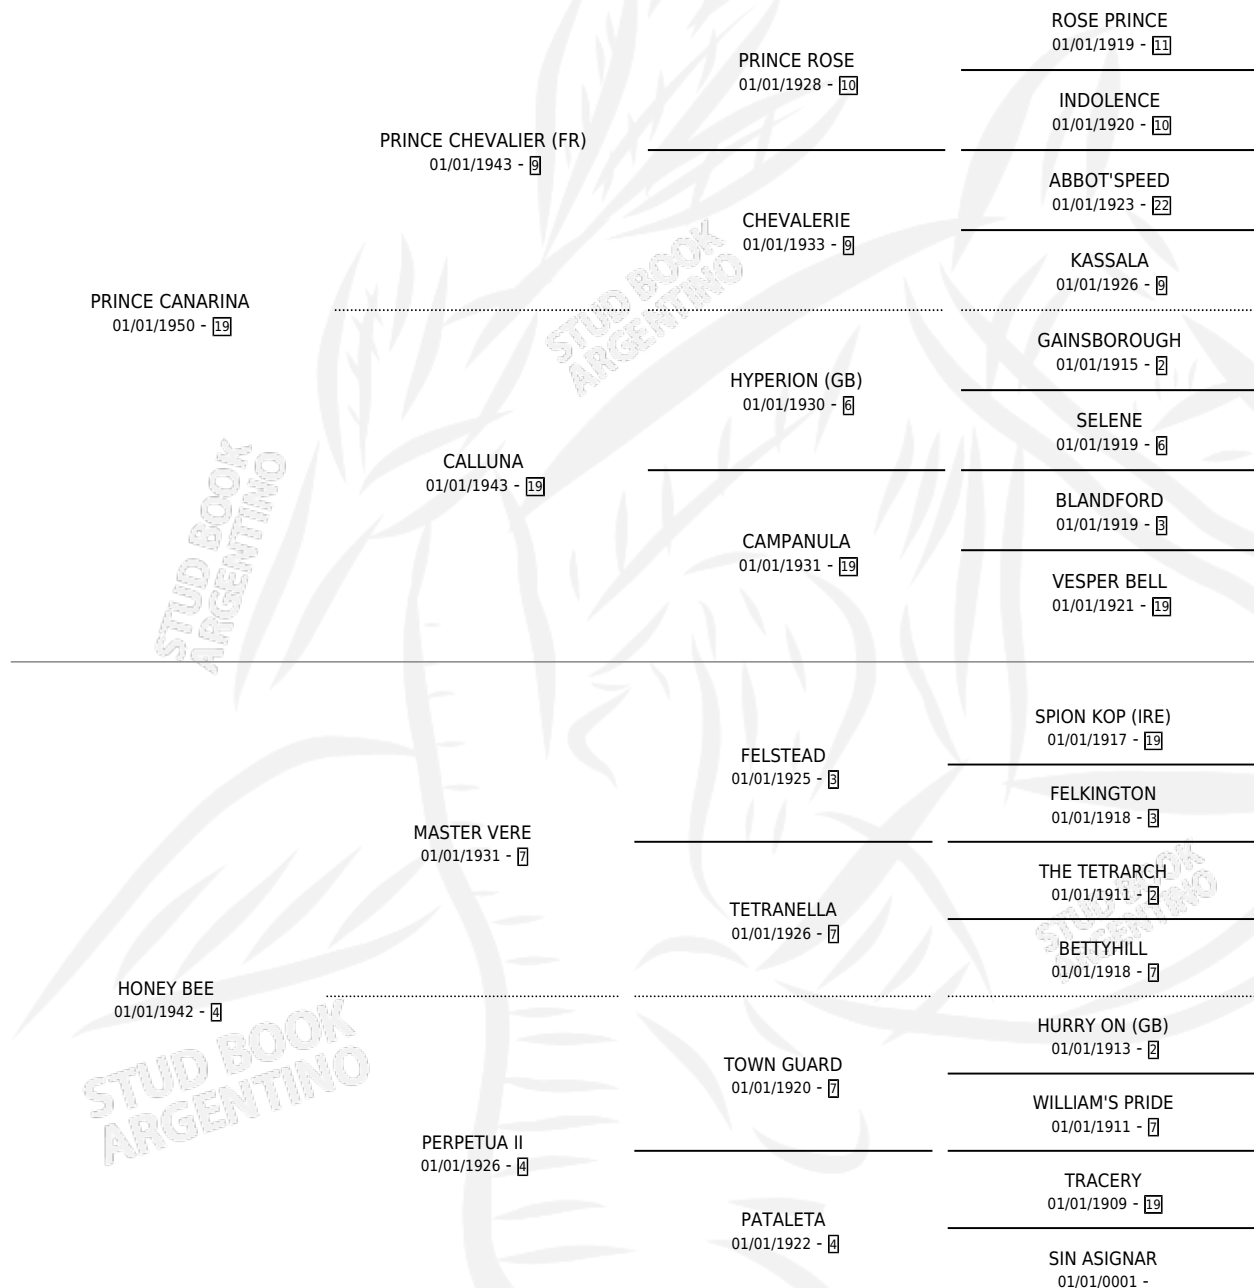 ROSE PRINCE
01/01/1919 - 11
PRINCE ROSE
01/01/1928 - 10
INDOLENCE
01/01/1920 - 10
PRINCE CHEVALIER (FR)
01/01/1943 - 9
ABBOT'SPEED
01/01/1923 - 22
CHEVALERIE
01/01/1933 - 9
KASSALA
01/01/1926 - 9
PRINCE CANARINA
01/01/1950 - 19
STUD BOOK
ARGENTINO
GAINSBOROUGH
01/01/1915 - 2
HYPERION (GB)
01/01/1930 - 6
SELENE
01/01/1919 - 6
CALLUNA
01/01/1943 - 19
STUD BOOK
ARGENTINO
BLANDFORD
01/01/1919 - 3
CAMPANULA
01/01/1931 - 19
VESPER BELL
01/01/1921 - 19
SPION KOP (IRE)
01/01/1917 - 19
FELSTEAD
01/01/1925 - 3
FELKINGTON
01/01/1918 - 3
MASTER VERE
01/01/1931 - 7
THE TETRARCH
01/01/1911 - 2
STUD BOOK
ARGENTINO
TETRANELLA
01/01/1926 - 7
BETTYHILL
01/01/1918 - 7
HONEY BEE
01/01/1942 - 4
STUD BOOK
ARGENTINO
HURRY ON (GB)
01/01/1913 - 2
TOWN GUARD
01/01/1920 - 7
WILLIAM'S PRIDE
01/01/1911 - 7
PERPETUA II
01/01/1926 - 4
TRACERY
01/01/1909 - 19
PATALETA
01/01/1922 - 4
SIN ASIGNAR
01/01/0001 -